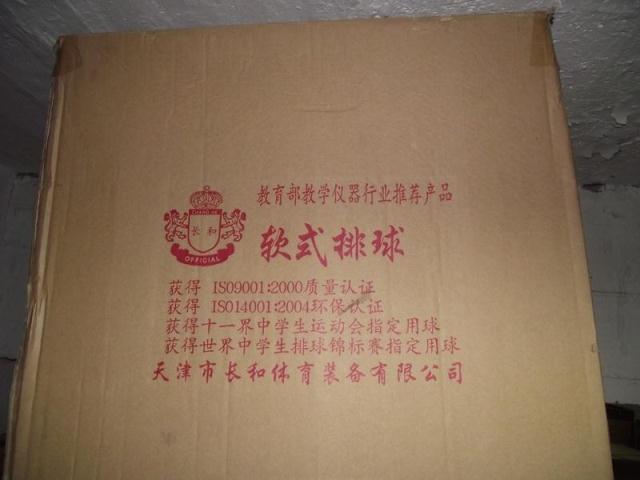 教育部教学仪器行业推荐产品
长 和
OFFICIAL
软式排球
获得 ISO9001:2000质量认证
获得 ISO14001:2004环保认证
获得十一界中学生运动会指定用球
获得世界中学生排球锦标赛指定用球
天津市长和体育装备有限公司